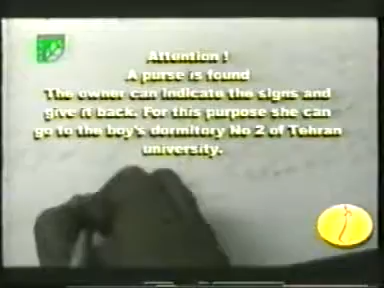 Attention !
A purse is found
The owner can indicate the signs and
give it back. For this purpose she can
go to the boy's dormitory No 2 of Tehran
university.